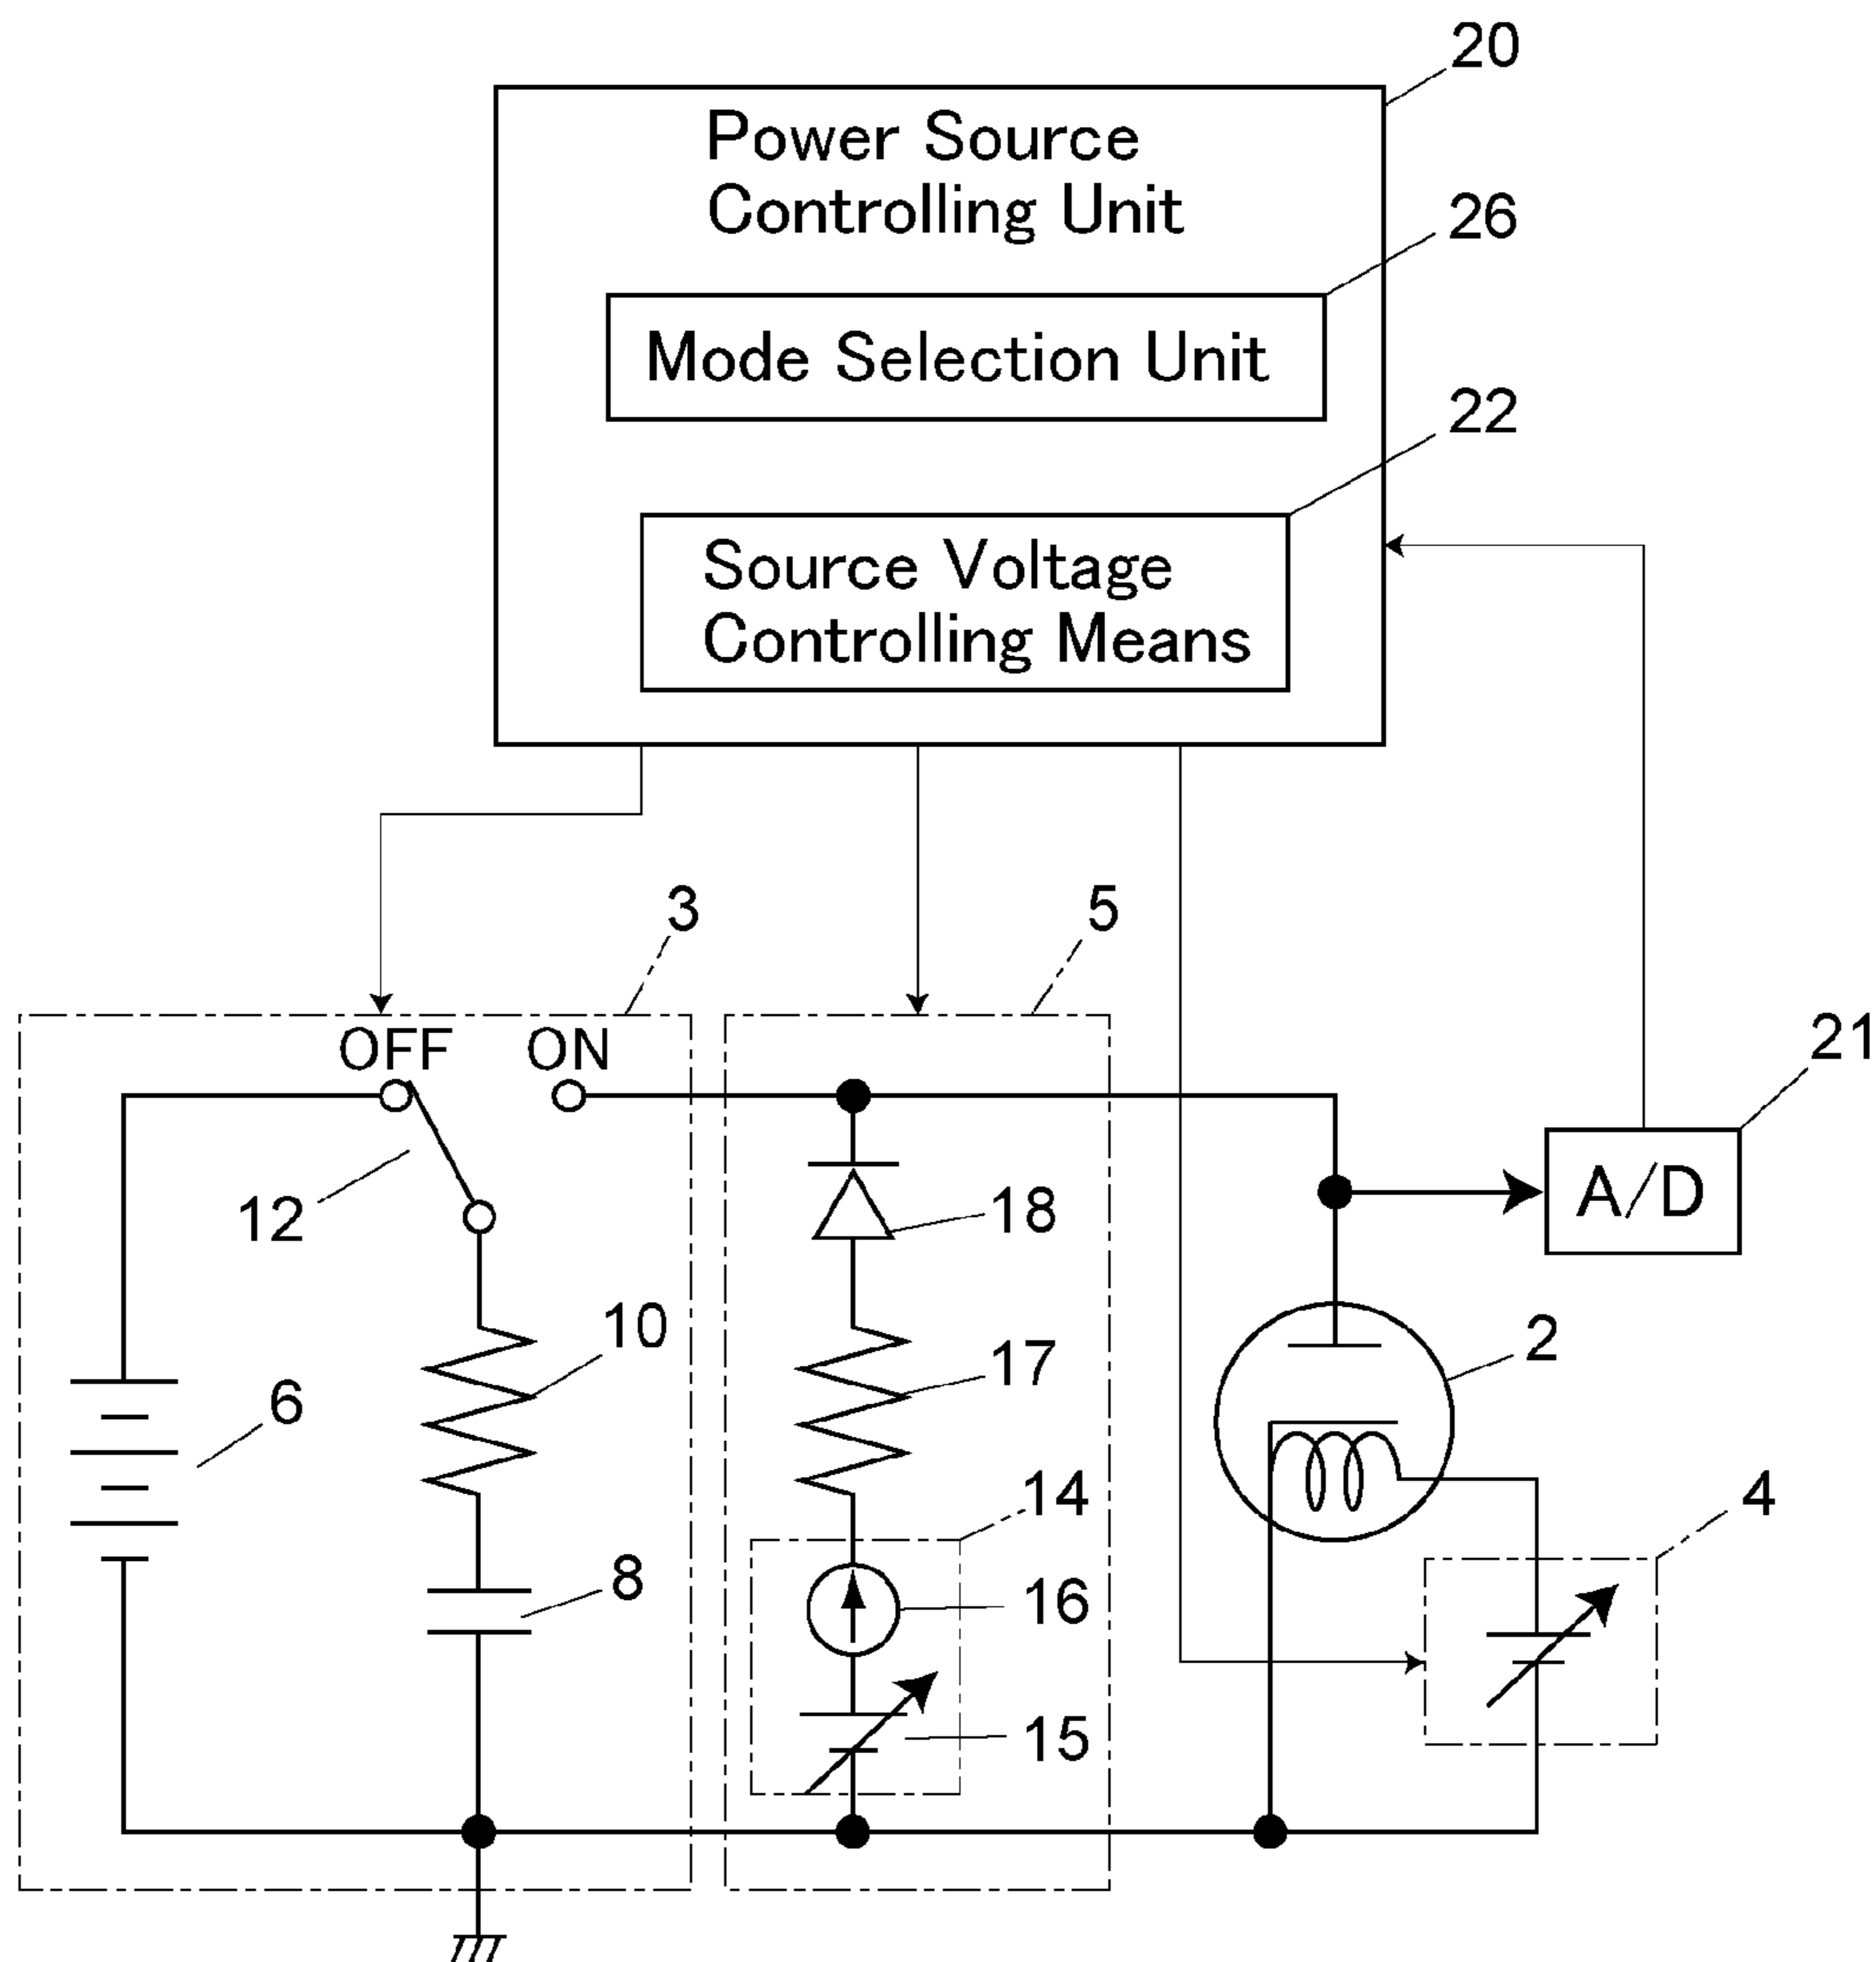 20
Power Source
Controlling Unit
26
Mode Selection Unit
22
Source Voltage
Controlling Means
3
5
OFF
ON
21
A/D
12
18
10
2
17
6
14
4
8
16
15